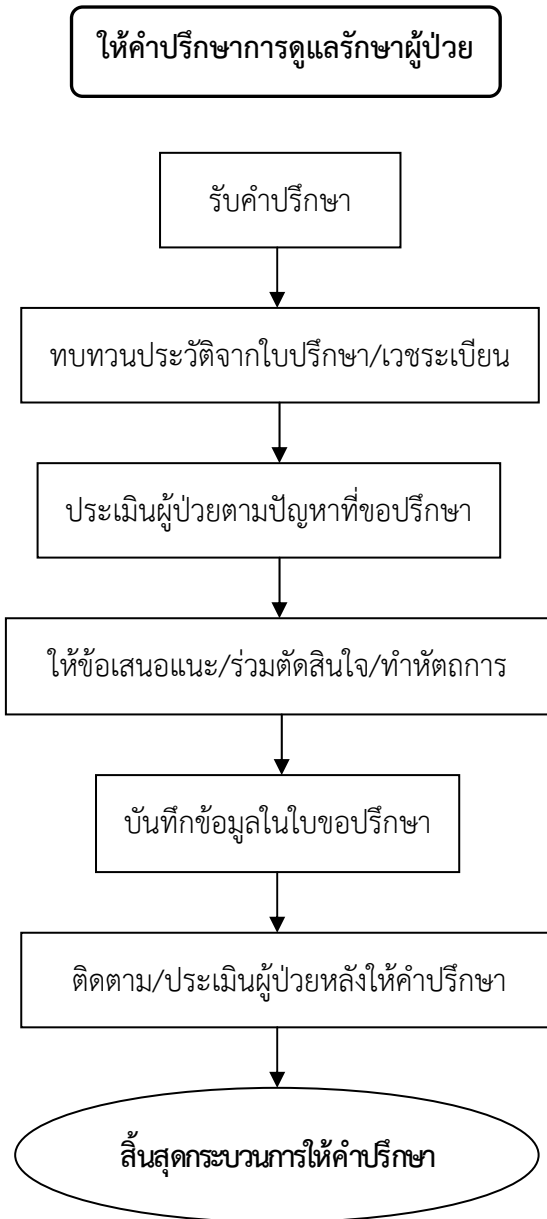 ให้คำปรึกษาการดูแลรักษาผู้ป่วย
รับคำปรึกษา
ทบทวนประวัติจากใบปรึกษา/เวชระเบียน
ประเมินผู้ป่วยตามปัญหาที่ขอปรึกษา
ให้ข้อเสนอแนะ/ร่วมตัดสินใจ/ทำหัตถการ
บันทึกข้อมูลในใบขอปรึกษา
ติดตาม/ประเมินผู้ป่วยหลังให้คำปรึกษา
สิ้นสุดกระบวนการให้คำปรึกษา